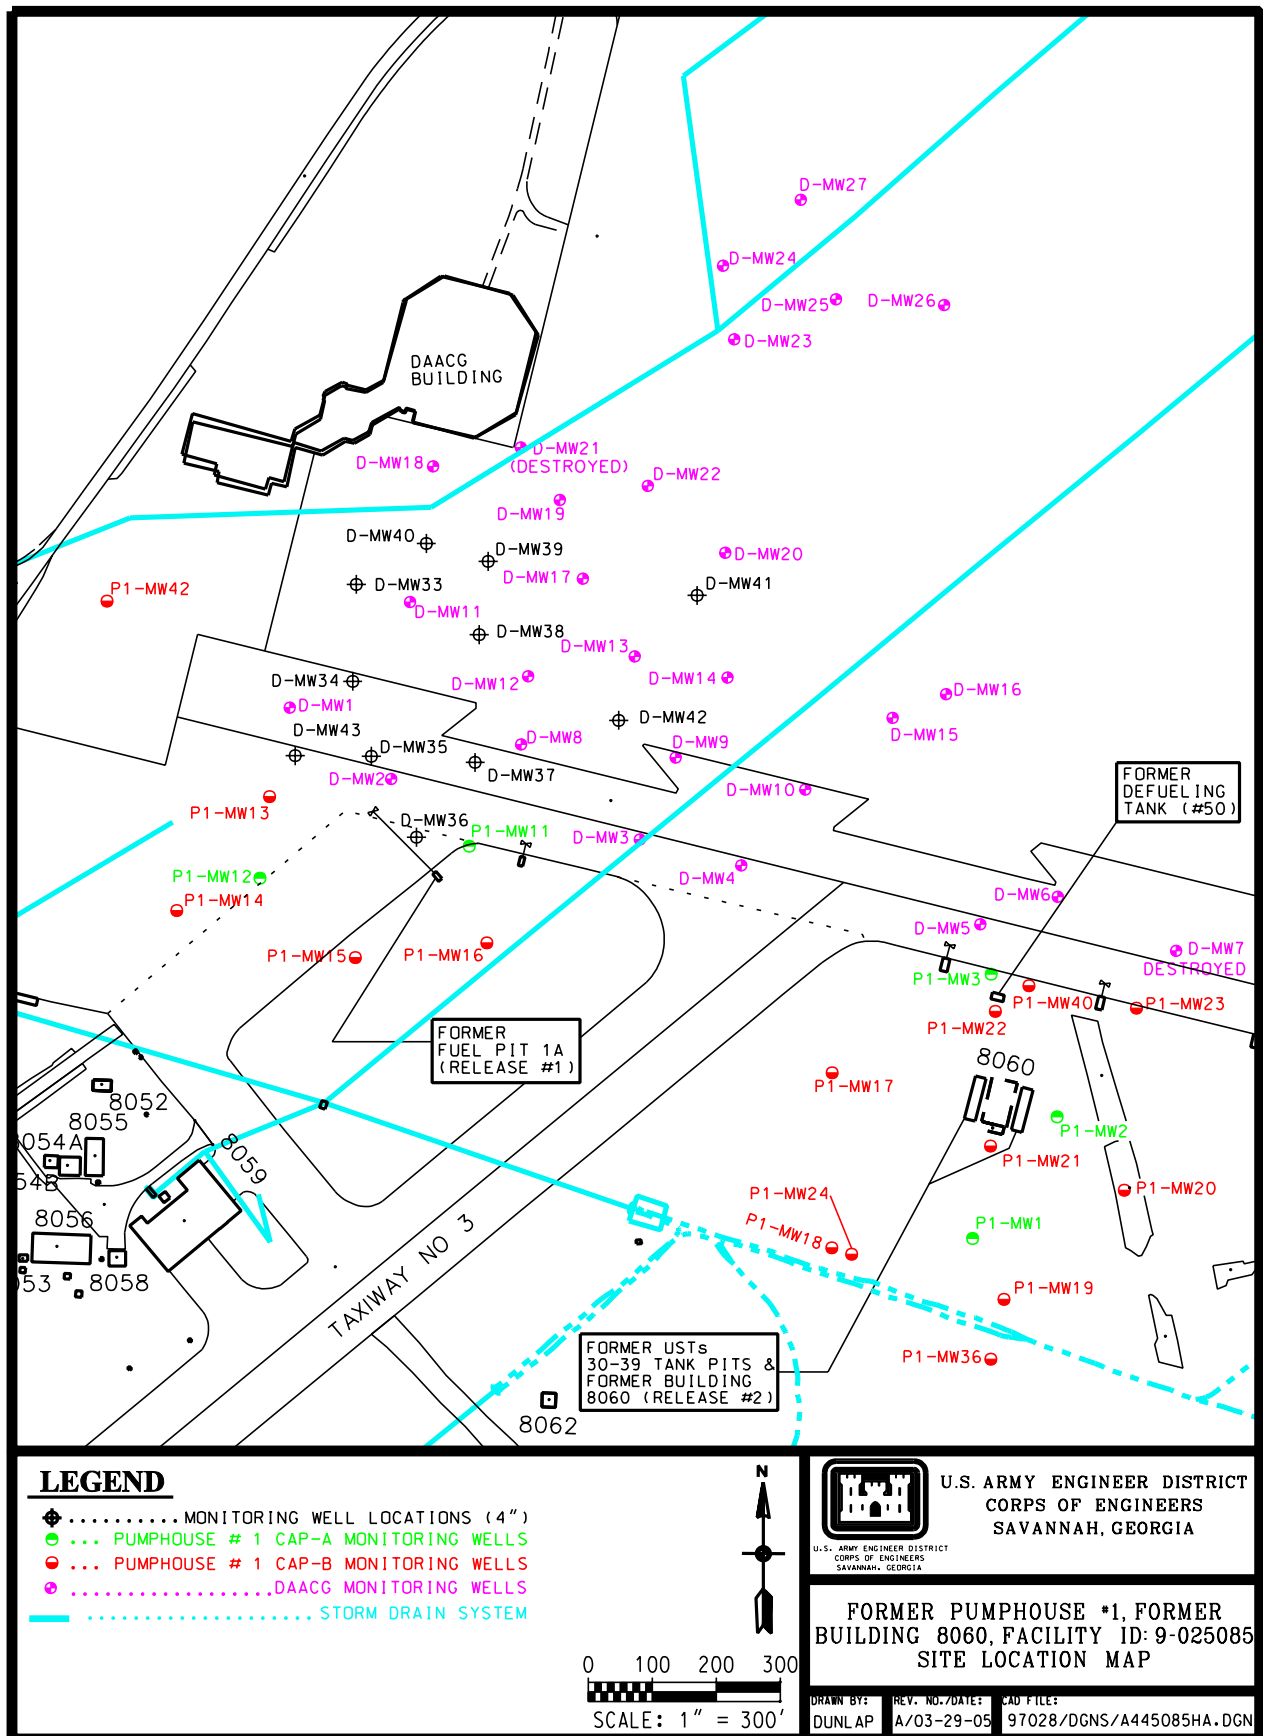 D-MW27
D-MW24
D-MW25
D-MW26
D-MW23
DAACG
BUILDING
D-MW21
(DESTROYED)
D-MW18
D-MW22
D-MW19
D-MW40
D-MW39
D-MW20
D-MW17
D-MW33
D-MW41
P1-MW42
D-MW11
D-MW38
D-MW13
D-MW34
D-MW12
D-MW14
D-MW16
D-MW1
D-MW42
D-MW43
D-MW35
D-MW8
D-MW9
D-MW15
D-MW2
D-MW37
D-MW10
FORMER
DEFUELING
TANK (#50)
P1-MW13
D-MW36
P1-MW11
D-MW3
P1-MW12
D-MW4
P1-MW14
D-MW6
D-MW5
P1-MW15
P1-MW16
D-MW7
DESTROYED
P1-MW3
P1-MW40
P1-MW23
P1-MW22
FORMER
FUEL PIT 1A
(RELEASE #1)
8060
P1-MW17
8052
8055
P1-MW2
054A
8059
P1-MW21
54B
P1-MW24
P1-MW20
8056
P1-MW18
P1-MW1
053
8058
TAXIWAY NO 3
P1-MW19
FORMER USTs
30-39 TANK PITS &
FORMER BUILDING
8060 (RELEASE #2)
P1-MW36
8062
LEGEND
.......... MONITORING WELL LOCATIONS (4")
... PUMPHOUSE # 1 CAP-A MONITORING WELLS
... PUMPHOUSE # 1 CAP-B MONITORING WELLS
.................. DAACG MONITORING WELLS
.................... STORM DRAIN SYSTEM
N
0 100 200 300
SCALE: 1" = 300'
U.S. ARMY ENGINEER DISTRICT
CORPS OF ENGINEERS
SAVANNAH, GEORGIA
U.S. ARMY ENGINEER DISTRICT
CORPS OF ENGINEERS
SAVANNAH, GEORGIA
FORMER PUMPHOUSE #1, FORMER
BUILDING 8060, FACILITY ID: 9-025085
SITE LOCATION MAP
DRAWN BY: REV. NO./DATE: CAD FILE:
DUNLAP A/03-29-05 97028/DGNS/A445085HA.DGN